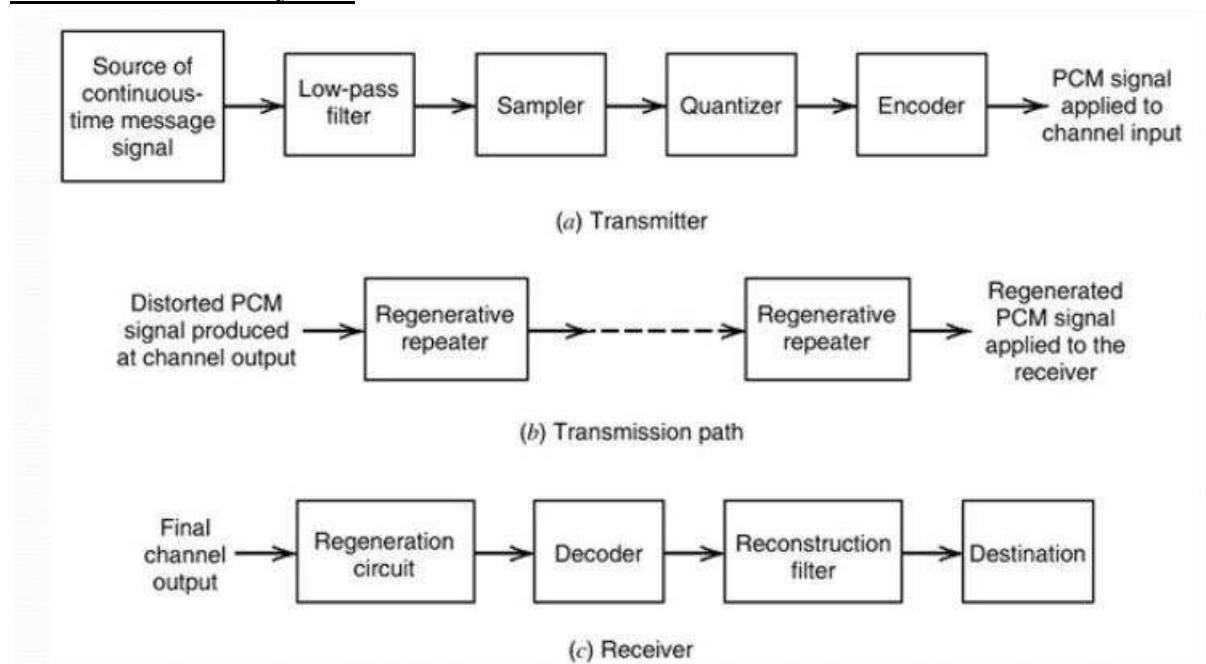 Source of
continuous-
time message
signal
Low-pass
filter
Sampler
Quantizer
Encoder
PCM signal
applied to
channel input
(a) Transmitter
Distorted PCM
signal produced
at channel output
Regenerative
repeater
Regenerative
repeater
Regenerated
PCM signal
applied to the
receiver
(b) Transmission path
Final
channel
output
Regeneration
circuit
Decoder
Reconstruction
filter
Destination
(c) Receiver